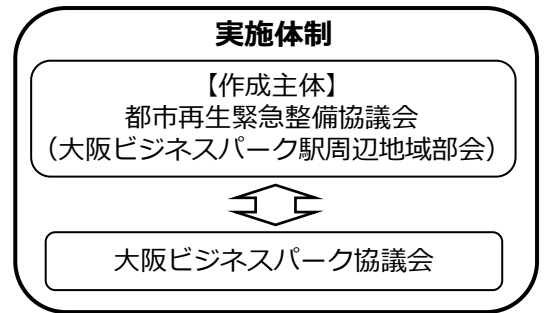 実施体制
【作成主体】
都市再生緊急整備協議会
（大阪ビジネスパーク駅周辺地域部会）
大阪ビジネスパーク協議会